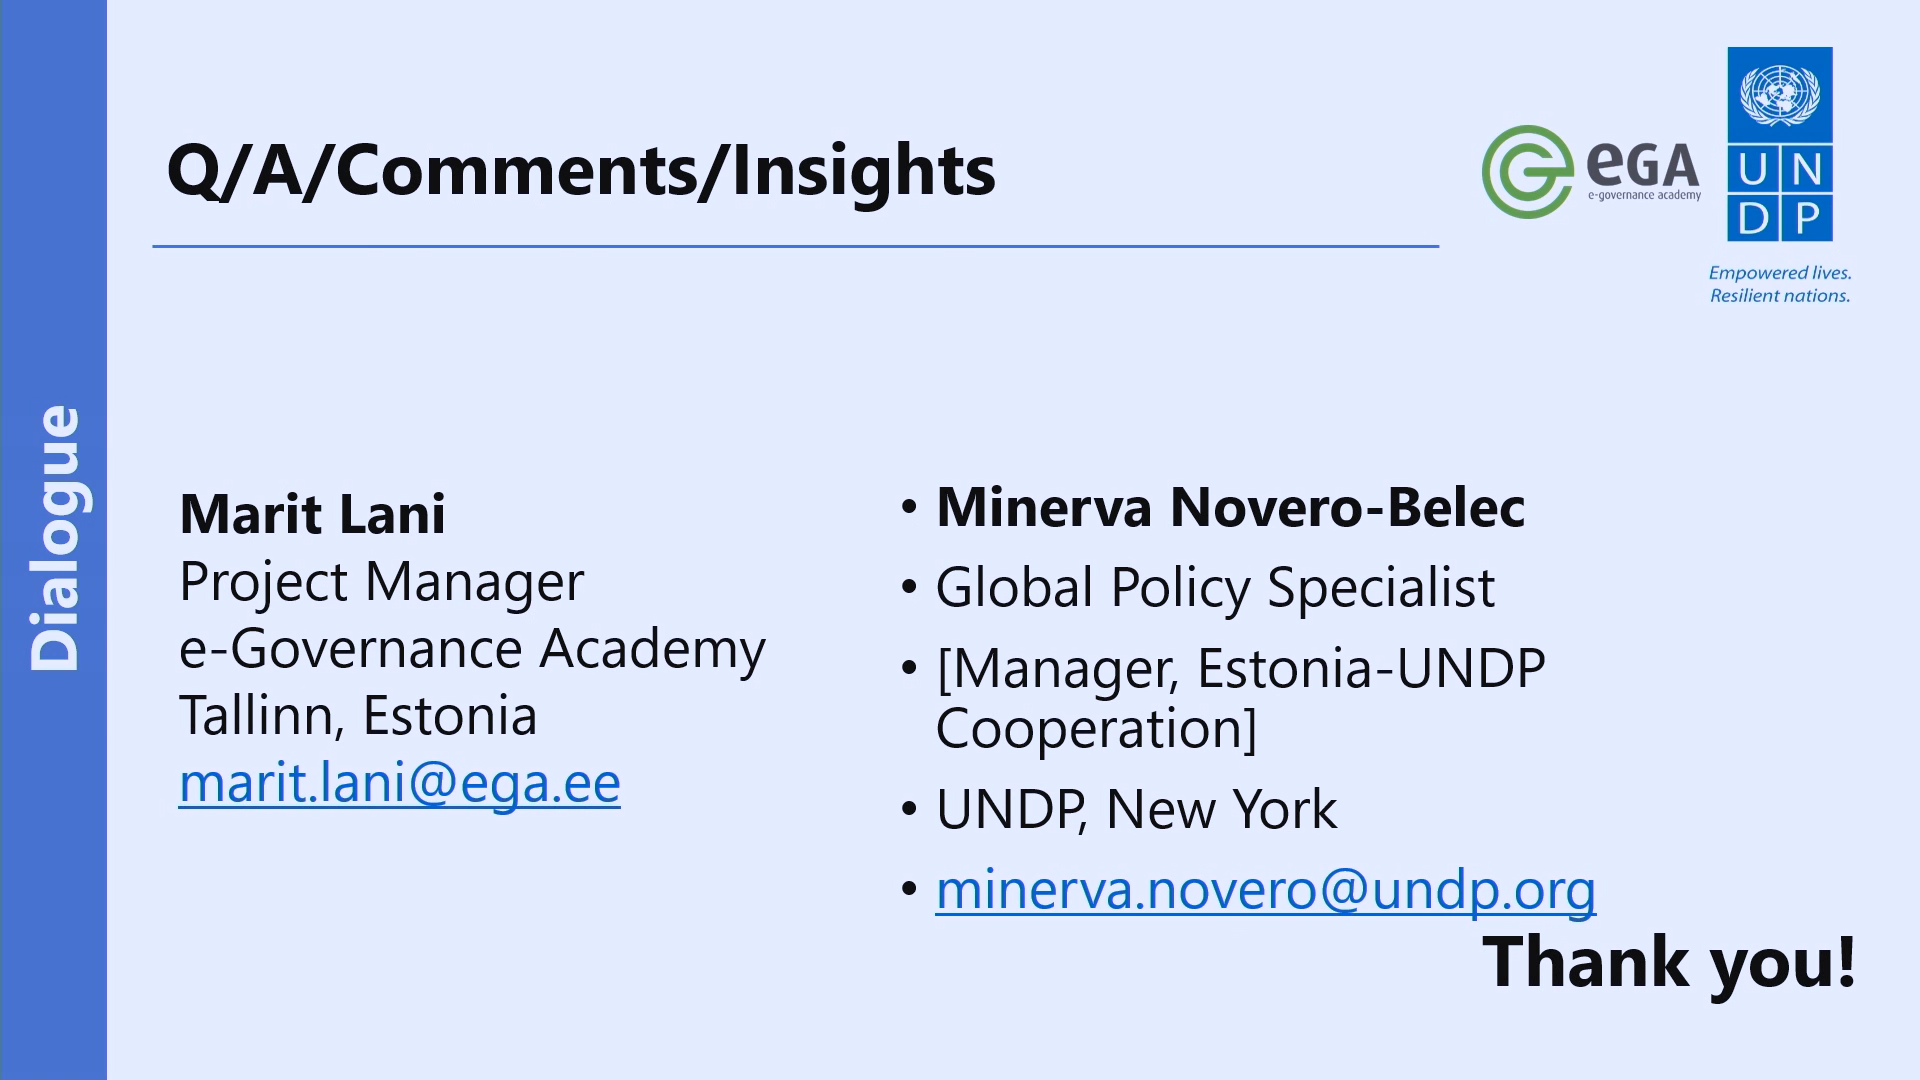 Dialogue
Q/A/Comments/Insights
eGA
e-governance academy
U N
D P
Empowered lives.
Resilient nations.
Marit Lani
Project Manager
e-Governance Academy
Tallinn, Estonia
marit.lani@ega.ee
• Minerva Novero-Belec
• Global Policy Specialist
• [Manager, Estonia-UNDP
Cooperation]
• UNDP, New York
• minerva.novero@undp.org
Thank you!